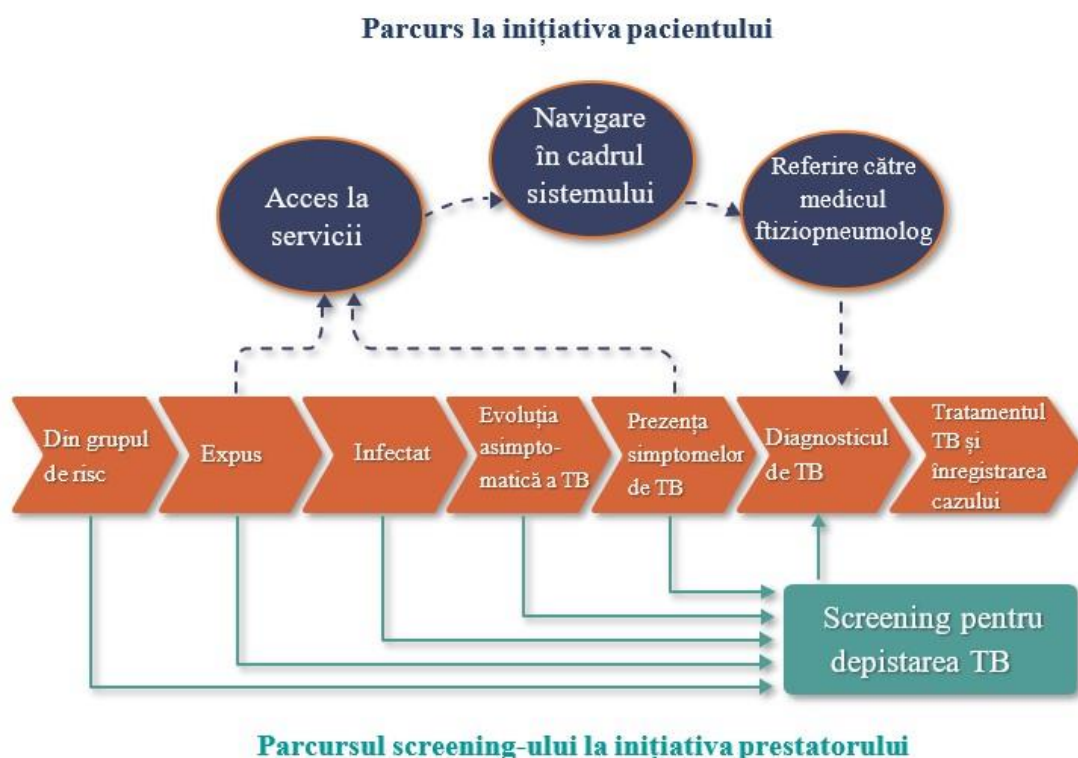 Parcurs la inițiativa pacientului
Acces la
servicii
Navigare
în cadrul
sistemului
Referire către
medicul
ftiziopneumolog
Din grupul
de risc
Expus
Infectat
Evoluția
asimpto-
matică a TB
Prezența
simptomelor
de TB
Diagnosticul
de TB
Tratamentul
TB și
înregistrarea
cazului
Screening pentru
depistarea TB
Parcursul screening-ului la inițiativa prestatorului